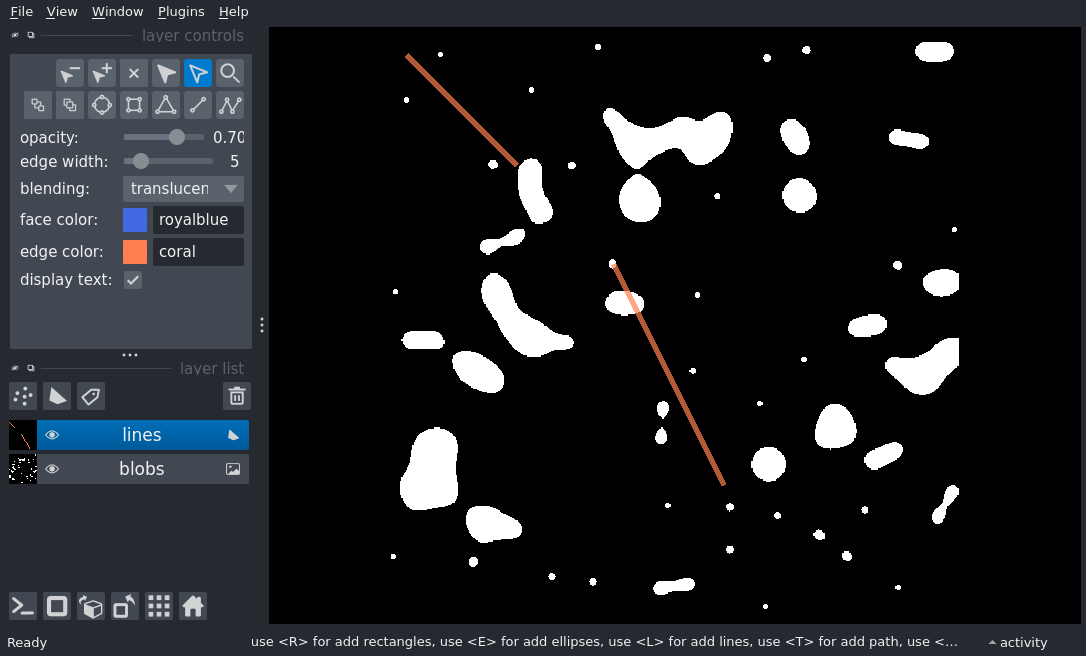 File View Window Plugins Help
layer controls
opacity: 0.70
edge width: 5
blending: translucen
face color: royalblue
edge color: coral
display text:
layer list
lines
blobs
Ready use <R> for add rectangles, use <E> for add ellipses, use <L> for add lines, use <T> for add path, use <... activity